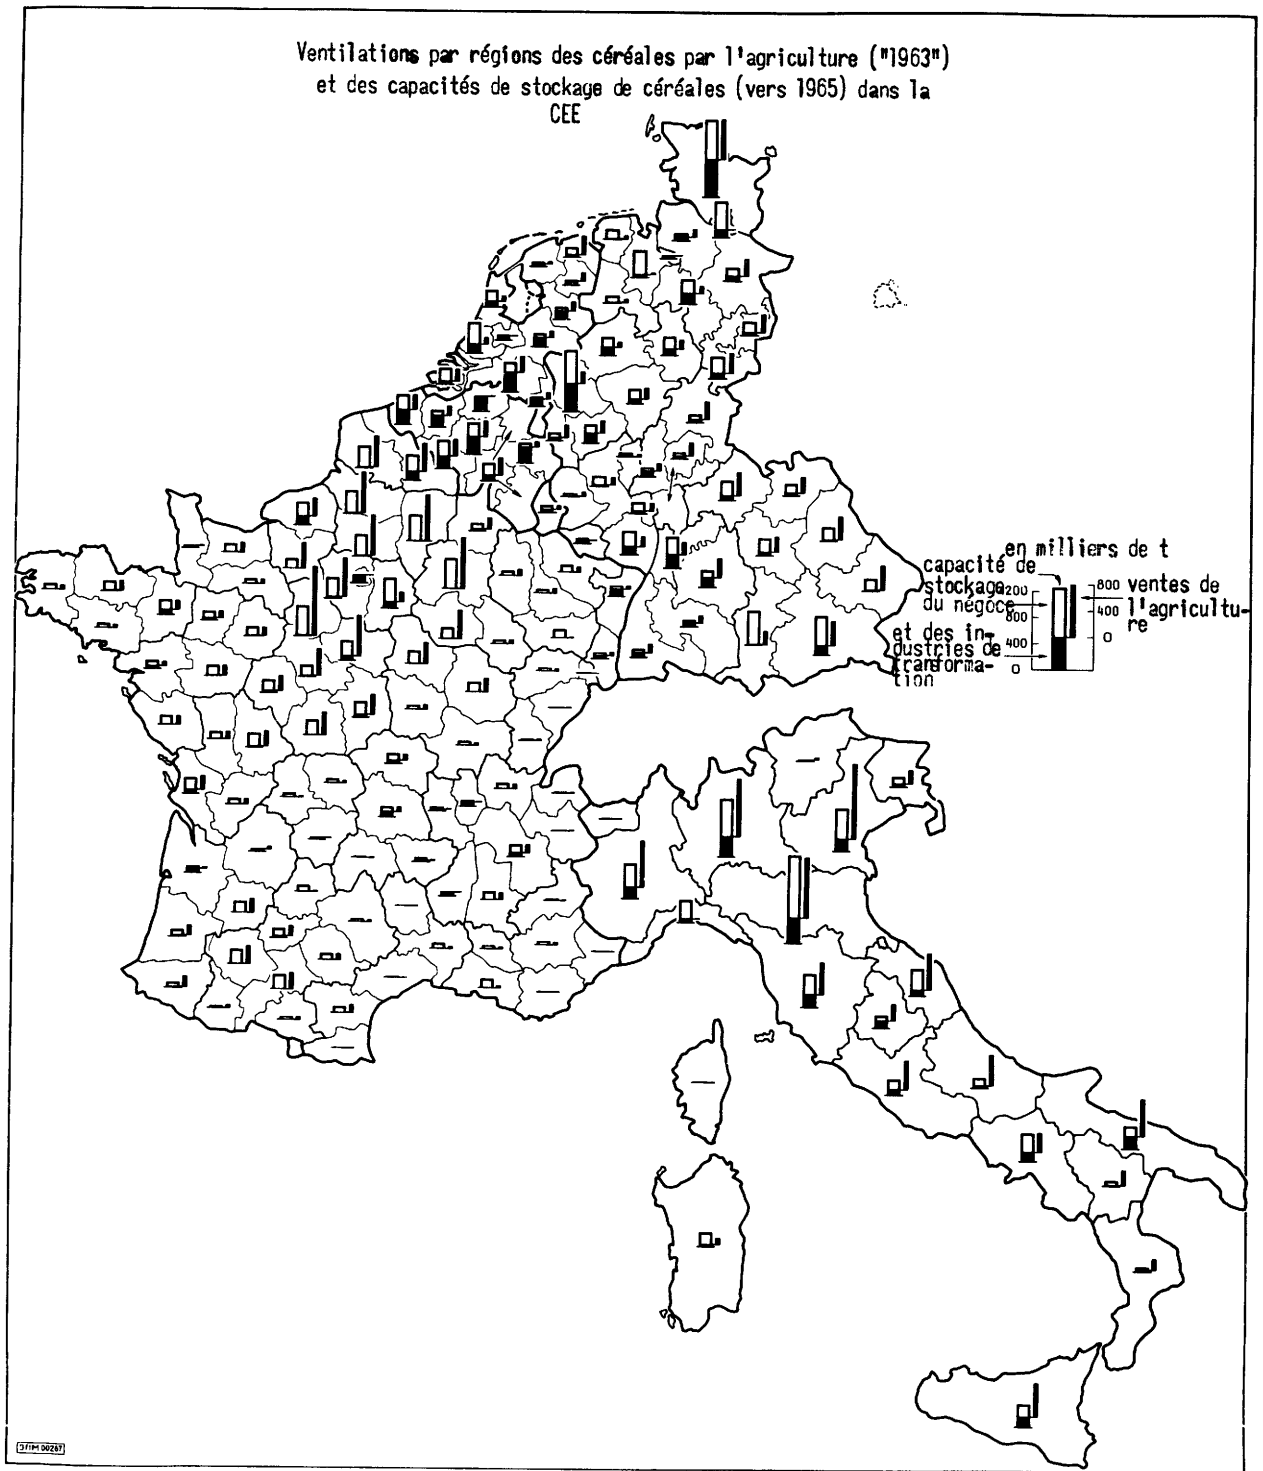 Ventilations par régions des céréales par l'agriculture ("1963")
et des capacités de stockage de céréales (vers 1965) dans la
CEE
en milliers de t
capacité de
stockage
du négoce
et des in-
dustries de
tranforma-
tion
200
800
400
0
800
400
0
ventes de
l'agricultu-
re